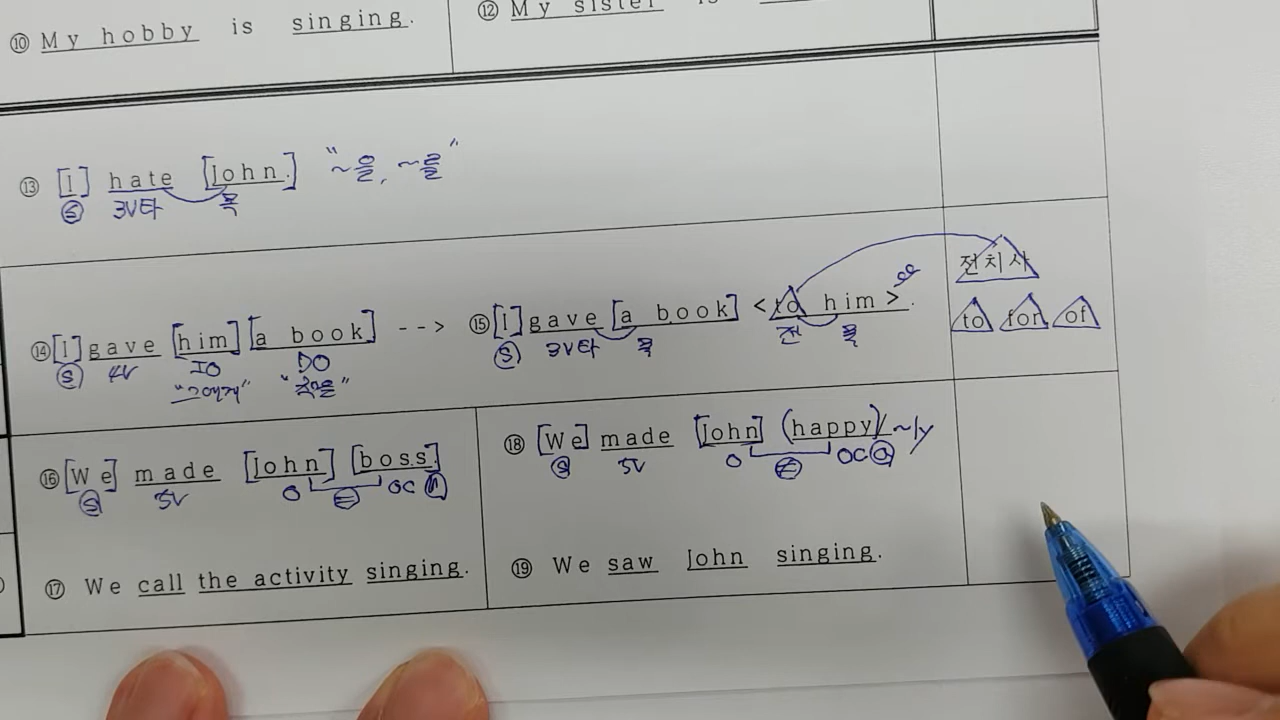 ⑩ My hobby is singing.
⑫ My sister is
⑬ [I] hate [John.] "~을, ~를"
Ⓢ 3V타 목
⑭ [I] gave [him] [a book] --> ⑮ [I] gave [a book] <to him>.
전치사
to for of
Ⓢ 4V IO DO
"그에게" "책을"
Ⓢ 3V타 목 전 목
⑯ [We] made [John] [boss.]
Ⓢ 5V O = OC ⓝ
⑱ [We] made [John] (happy) ~ly
Ⓢ 5V O = OC ⓐ
⑰ We call the activity singing.
⑲ We saw John singing.